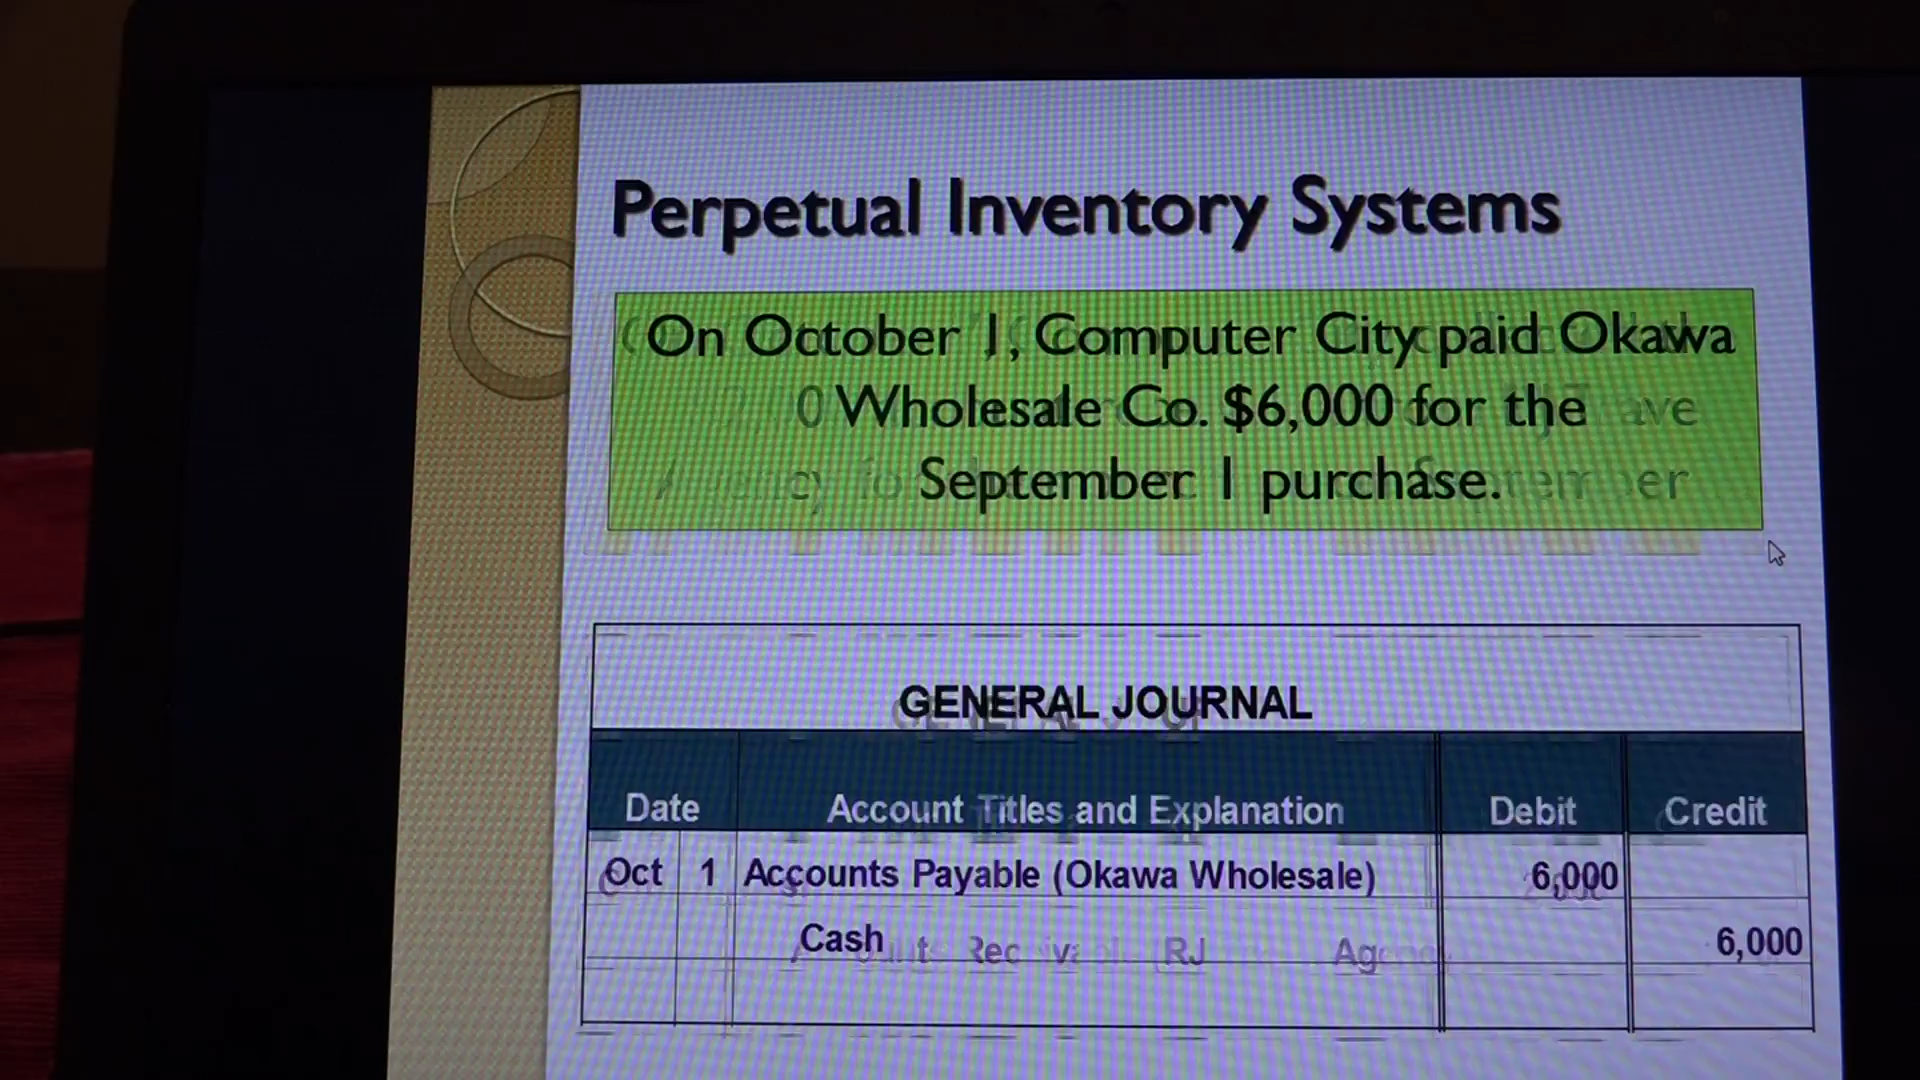 Perpetual Inventory Systems
On October 1, Computer City paid Okawa
Wholesale Co. $6,000 for the
September 1 purchase.
GENERAL JOURNAL
Date Account Titles and Explanation Debit Credit
Oct 1 Accounts Payable (Okawa Wholesale) 6,000
Cash 6,000